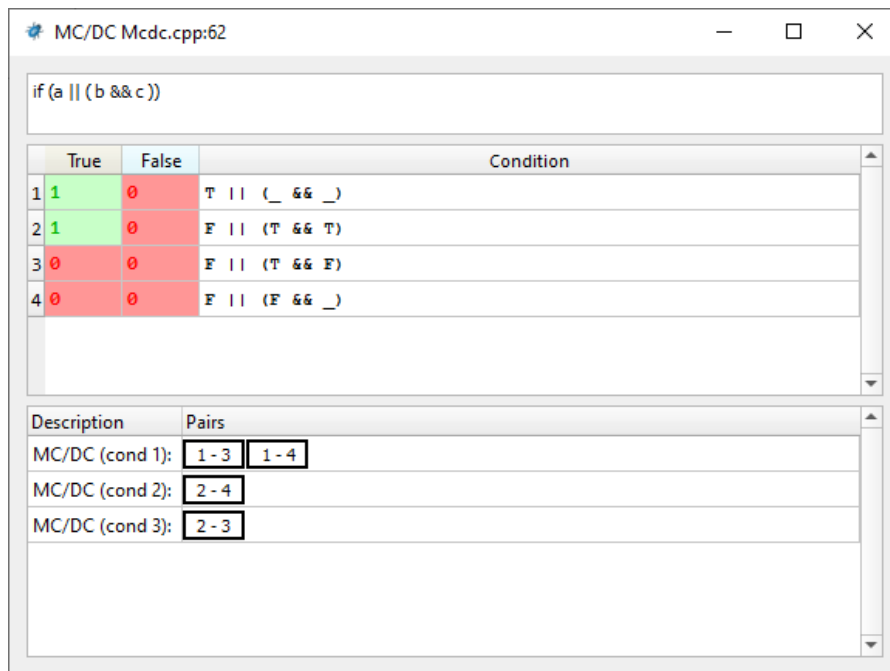 MC/DC Mcdc.cpp:62
if (a || ( b && c ))
True False Condition
1 1 0 T || (_ && _)
2 1 0 F || (T && T)
3 0 0 F || (T && F)
4 0 0 F || (F && _)
Description Pairs
MC/DC (cond 1): 1 - 3 1 - 4
MC/DC (cond 2): 2 - 4
MC/DC (cond 3): 2 - 3